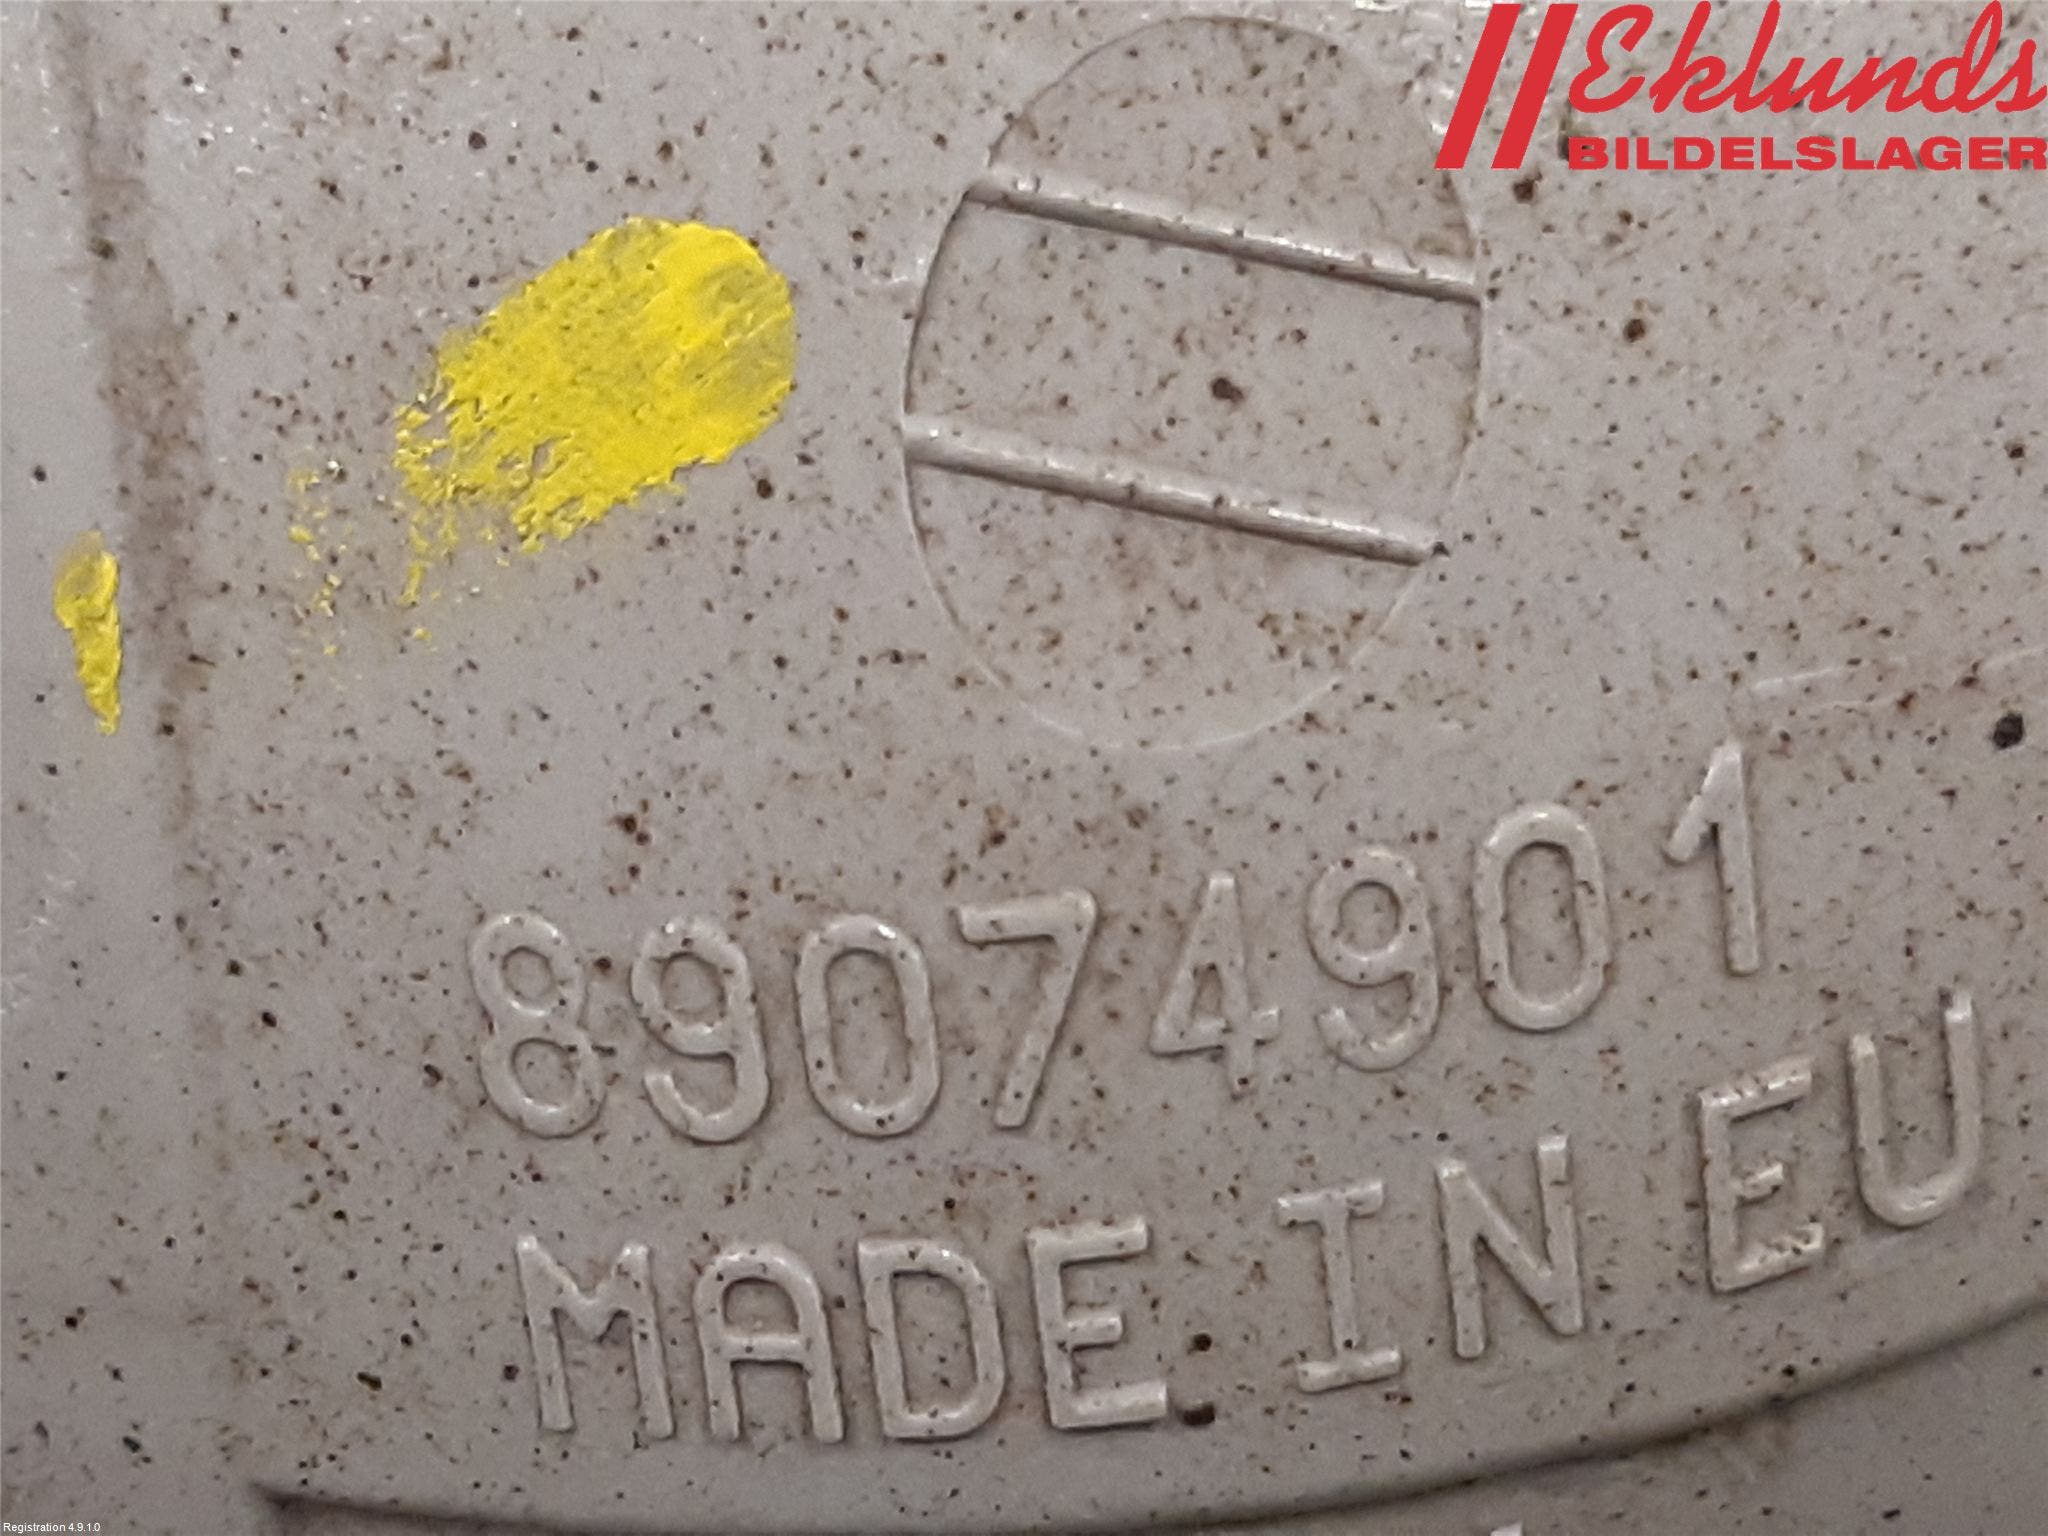 Eklunds
BILDELSLAGER
89074901
MADE IN EU
Registration 4.9.1.0